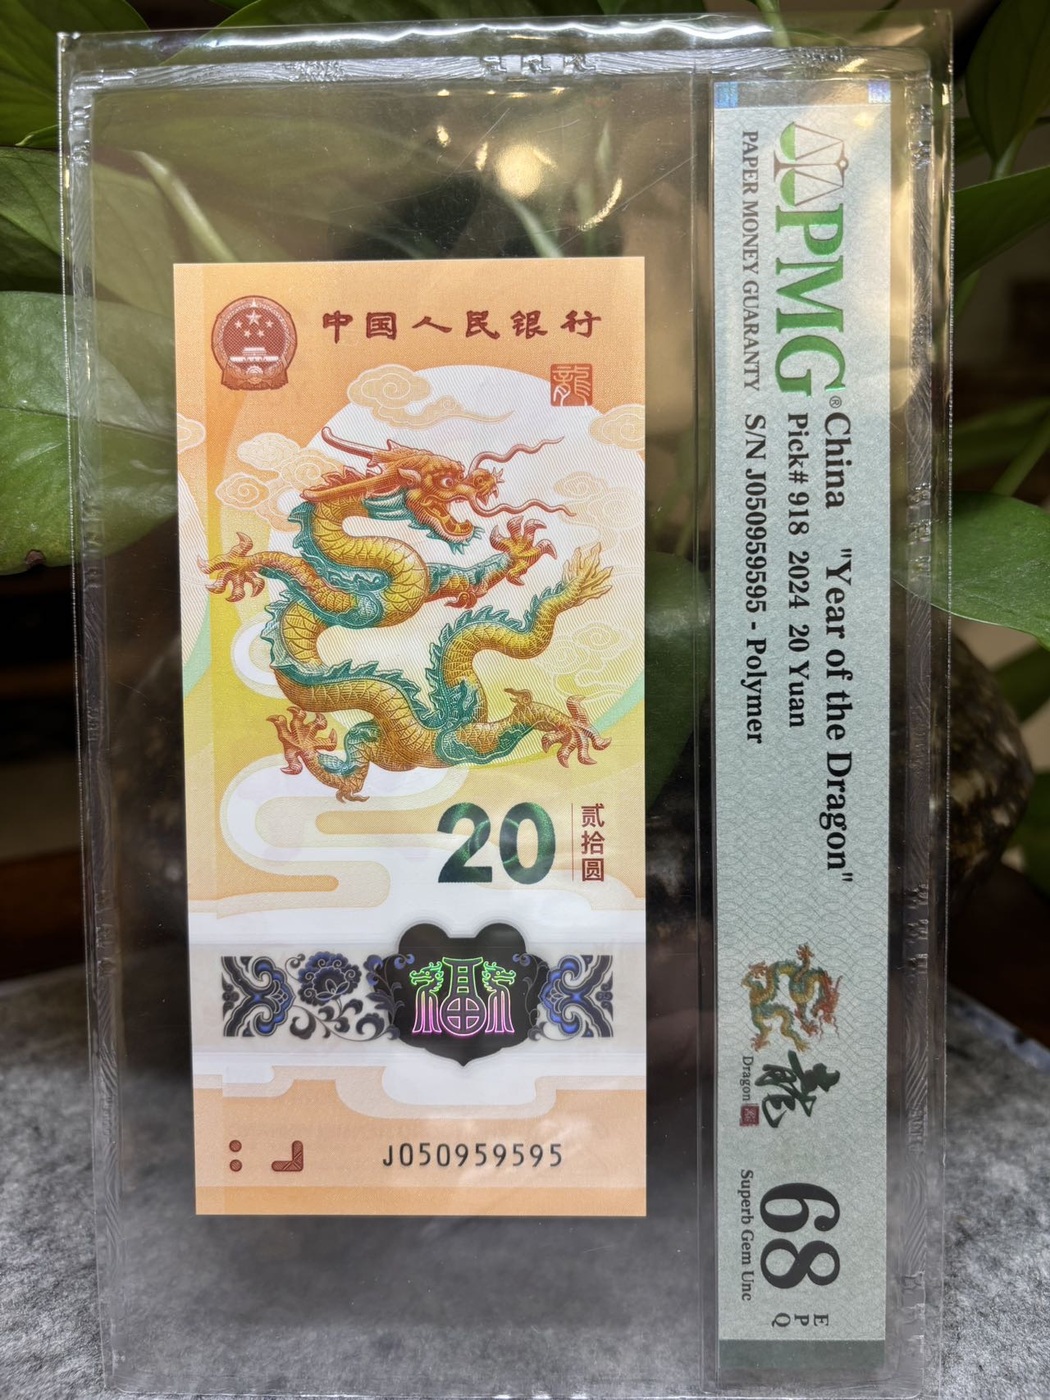 中国人民银行
龍
20
贰拾圆
J050959595
PMG®
PAPER MONEY GUARANTY
China "Year of the Dragon"
Pick# 918 2024 20 Yuan
S/N J050959595 - Polymer
龍
Dragon
68
EPQ
Superb Gem Unc